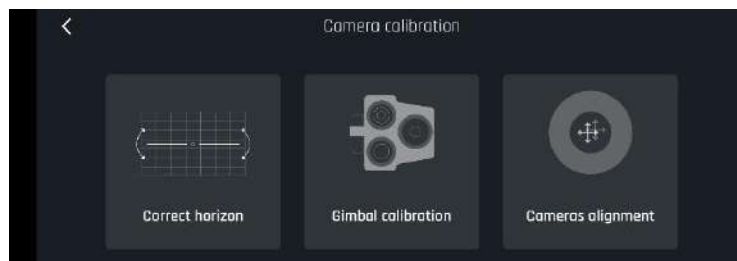 Camera calibration
Correct horizon
Gimbal calibration
Cameras alignment